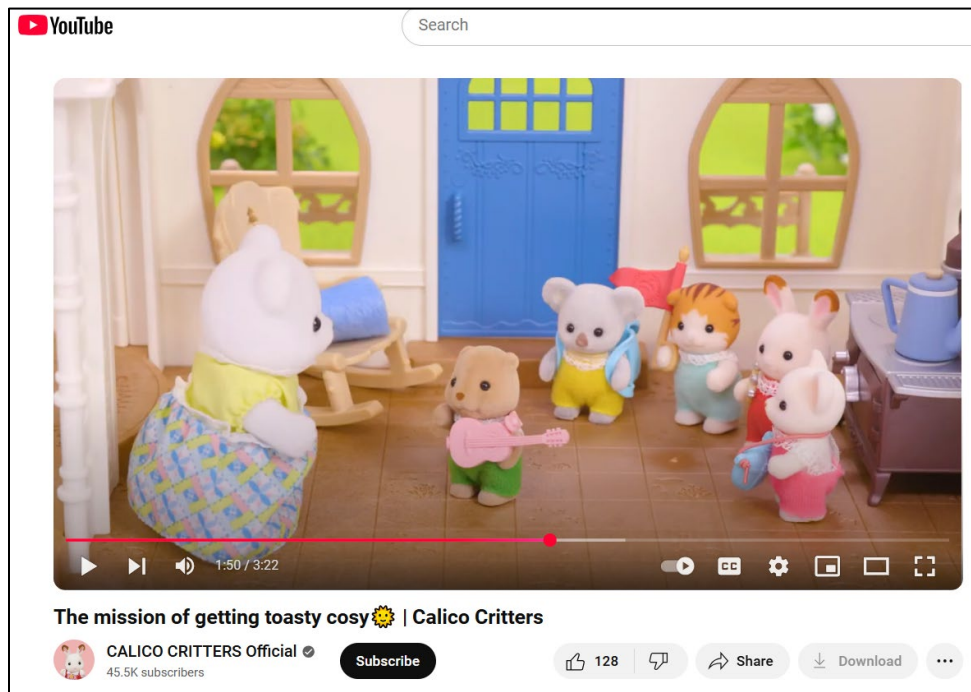 YouTube
Search
1:50 / 3:22
CC
The mission of getting toasty cosy🌞 | Calico Critters
CALICO CRITTERS Official
45.5K subscribers
Subscribe
128
Share
Download